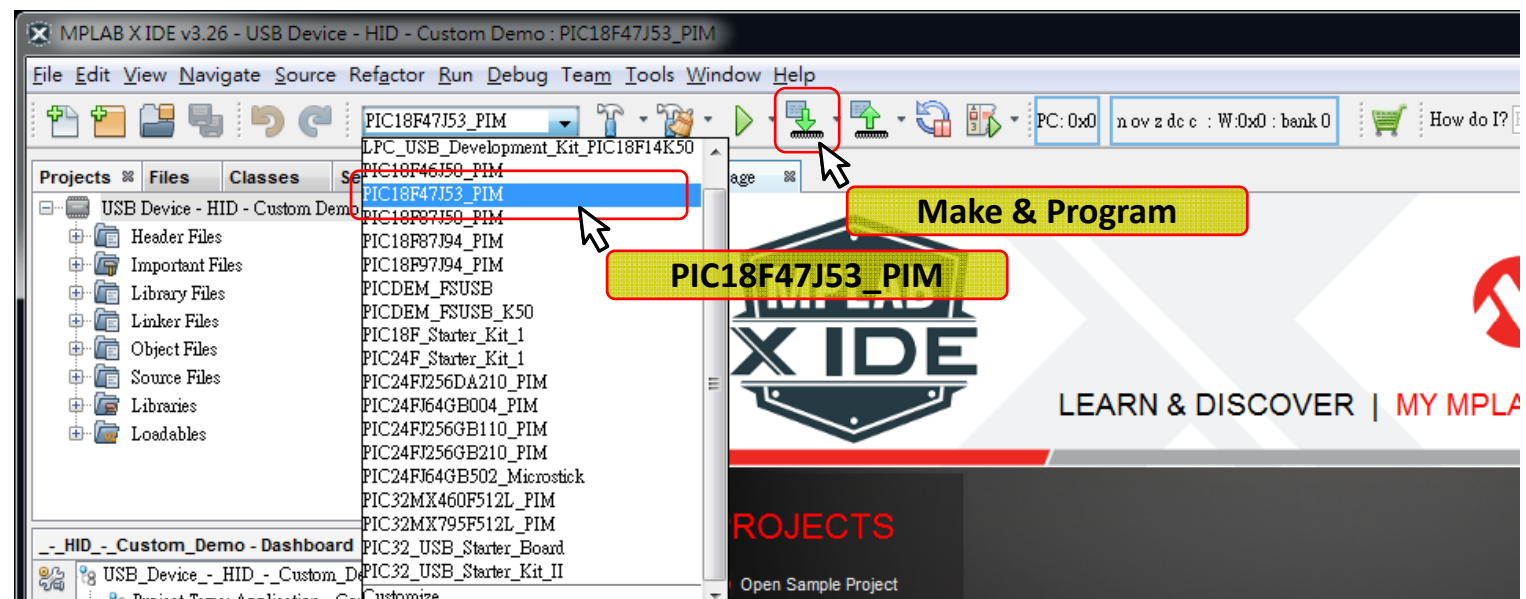 MPLAB X IDE v3.26 - USB Device - HID - Custom Demo : PIC18F47J53_PIM
File Edit View Navigate Source Refactor Run Debug Team Tools Window Help
PIC18F47J53_PIM
PC: 0x0
n ov z dc c : W:0x0 : bank 0
How do I?
Projects Files Classes
LPC_USB_Development_Kit_PIC18F14K50
PIC18F46J50_PIM
PIC18F47J53_PIM
PIC18F87J50_PIM
PIC18F87J94_PIM
PIC18F97J94_PIM
PICDEM_FSUSB
PICDEM_FSUSB_K50
PIC18F_Starter_Kit_1
PIC24F_Starter_Kit_1
PIC24FJ256DA210_PIM
PIC24FJ64GB004_PIM
PIC24FJ256GB110_PIM
PIC24FJ256GB210_PIM
PIC24FJ64GB502_Microstick
PIC32MX460F512L_PIM
PIC32MX795F512L_PIM
PIC32_USB_Starter_Board
PIC32_USB_Starter_Kit_II
Customize
USB Device - HID - Custom Demo
Header Files
Important Files
Library Files
Linker Files
Object Files
Source Files
Libraries
Loadables
Make & Program
PIC18F47J53_PIM
MPLAB
X IDE
LEARN & DISCOVER | MY MPLA
ROJECTS
Open Sample Project
_-_HID_-_Custom_Demo - Dashboard
USB_Device_-_HID_-_Custom_De